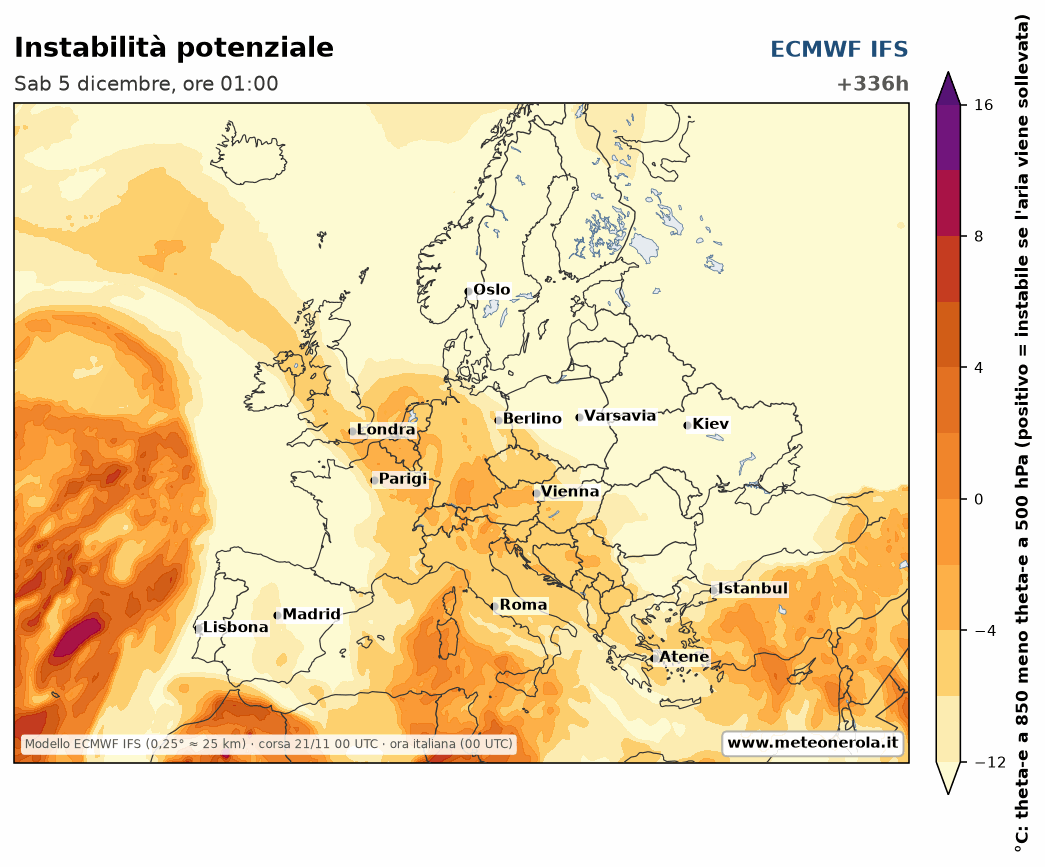 Instabilità potenziale
ECMWF IFS
Sab 5 dicembre, ore 01:00
+336h
Oslo
Londra
Berlino
Varsavia
Kiev
Parigi
Vienna
Istanbul
Roma
Madrid
Lisbona
Atene
Modello ECMWF IFS (0,25° ≈ 25 km) · corsa 21/11 00 UTC · ora italiana (00 UTC)
www.meteonerola.it
16
8
4
0
−4
−12
°C: theta-e a 850 meno theta-e a 500 hPa (positivo = instabile se l'aria viene sollevata)